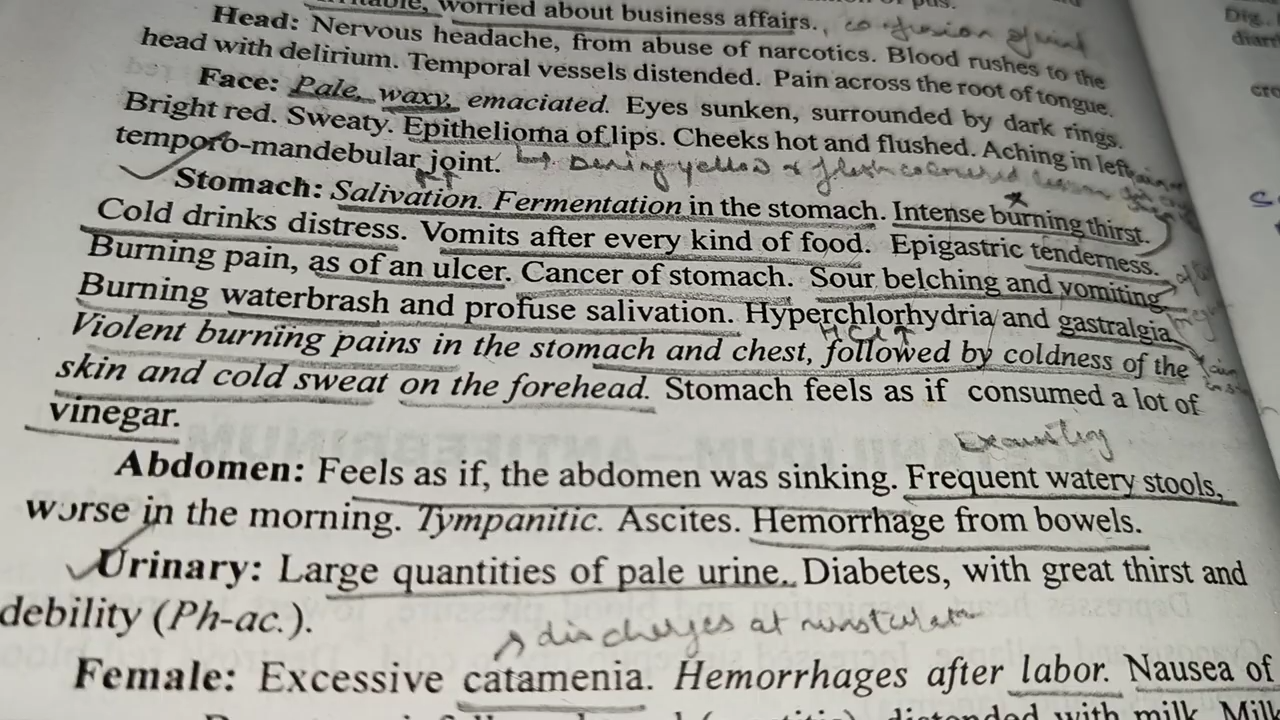 worried about business affairs.
Head: Nervous headache, from abuse of narcotics. Blood rushes to the
head with delirium. Temporal vessels distended. Pain across the root of tongue.
Face: Pale, waxy, emaciated. Eyes sunken, surrounded by dark rings.
Bright red. Sweaty. Epithelioma of lips. Cheeks hot and flushed. Aching in left
temporo-mandebular joint.
Stomach: Salivation. Fermentation in the stomach. Intense burning thirst.
Cold drinks distress. Vomits after every kind of food. Epigastric tenderness.
Burning pain, as of an ulcer. Cancer of stomach. Sour belching and vomiting
Burning waterbrash and profuse salivation. Hyperchlorhydria and gastralgia
HCl ↑
Violent burning pains in the stomach and chest, followed by coldness of the
skin and cold sweat on the forehead. Stomach feels as if consumed a lot of
vinegar.
Abdomen: Feels as if, the abdomen was sinking. Frequent watery stools,
worse in the morning. Tympanitic. Ascites. Hemorrhage from bowels.
Urinary: Large quantities of pale urine. Diabetes, with great thirst and
debility (Ph-ac.).
discharges at
Female: Excessive catamenia. Hemorrhages after labor. Nausea of
distended with milk. Milk